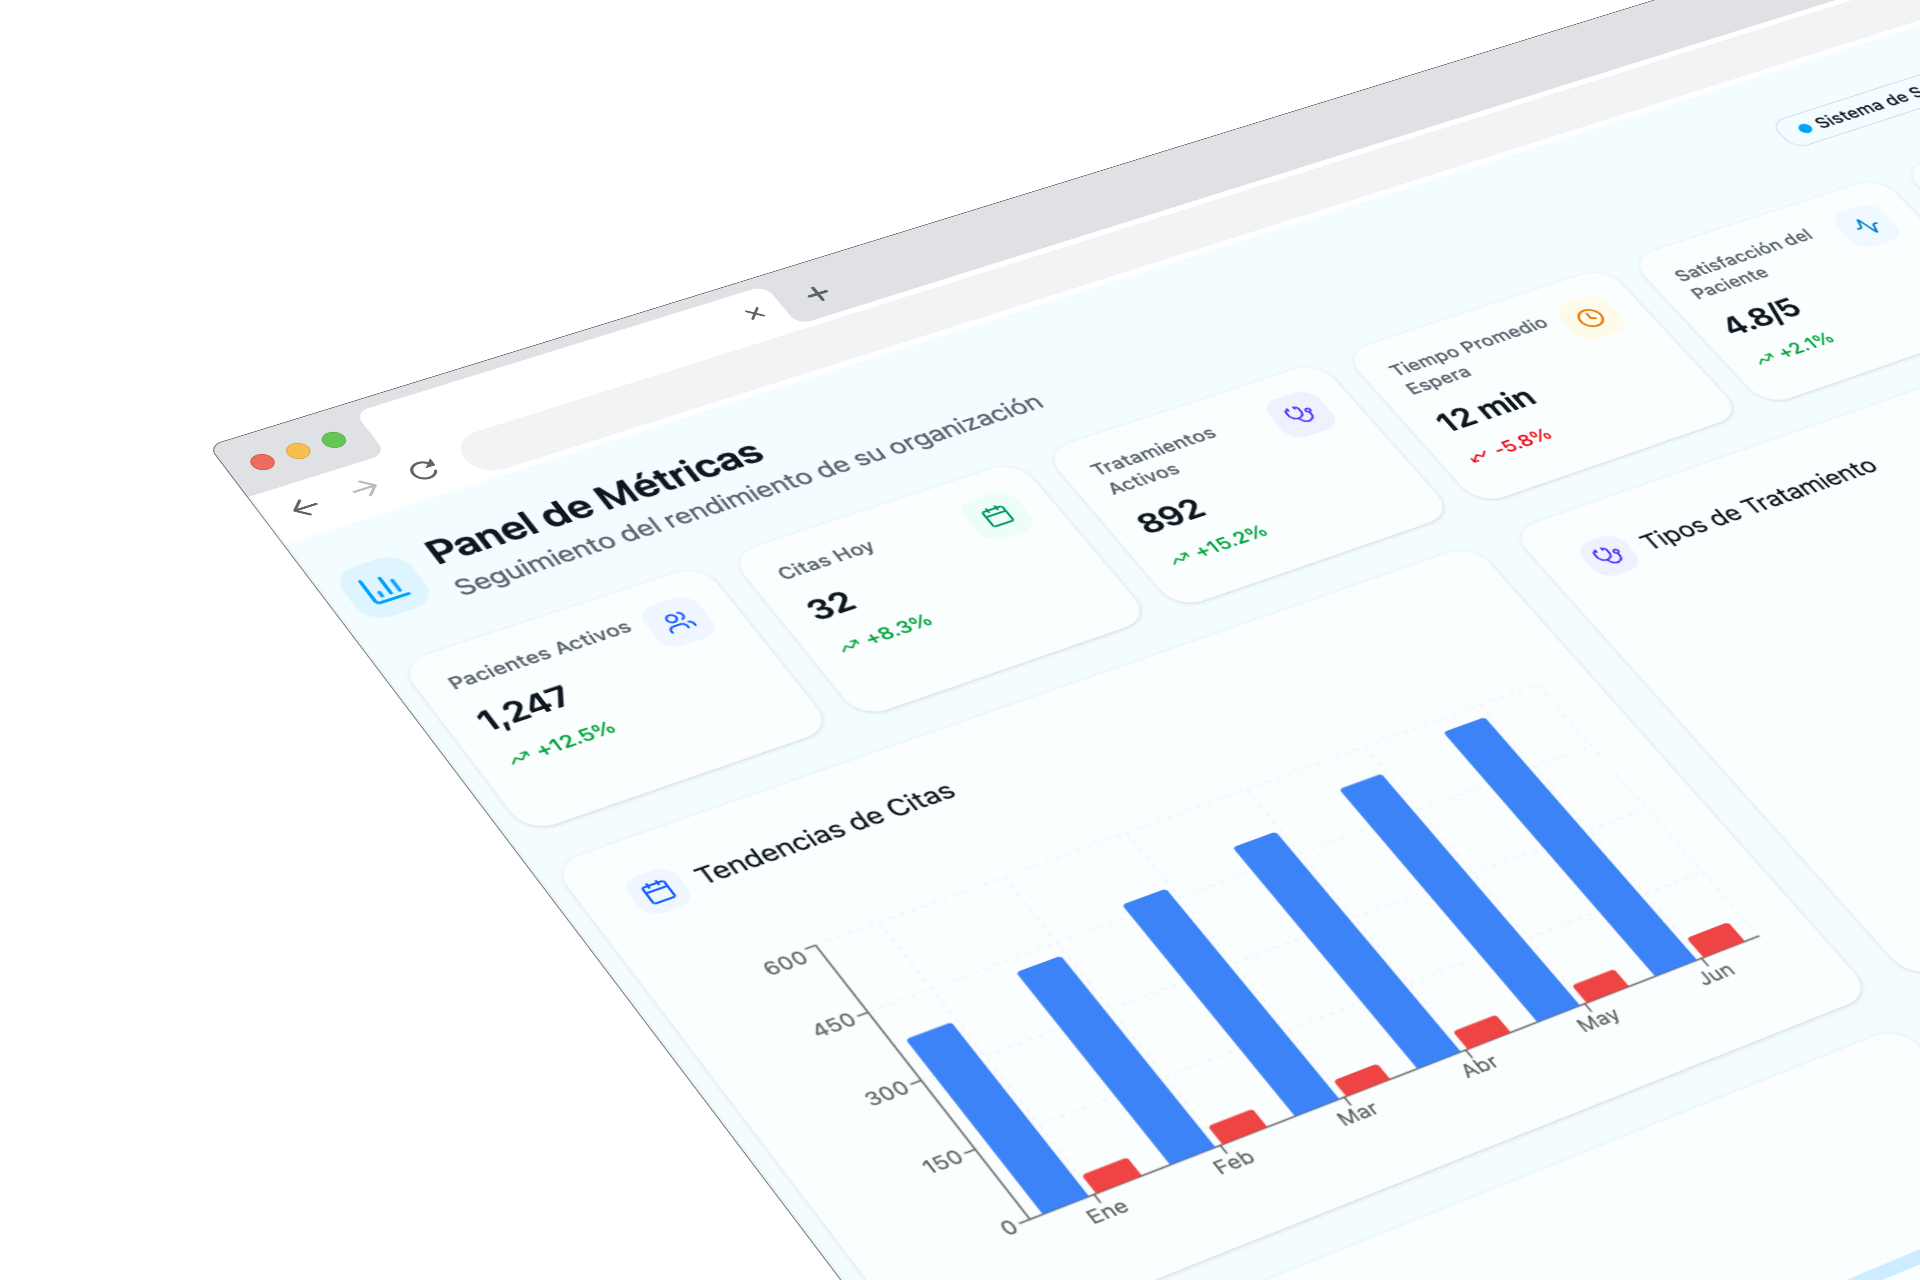 Sistema de
Panel de Métricas
Seguimiento del rendimiento de su organización
Pacientes Activos
1,247
+12.5%
Citas Hoy
32
+8.3%
Tratamientos
Activos
892
+15.2%
Tiempo Promedio
Espera
12 min
-5.8%
Satisfacción del
Paciente
4.8/5
+2.1%
Tendencias de Citas
600
450
300
150
0
Ene
Feb
Mar
Abr
May
Jun
Tipos de Tratamiento